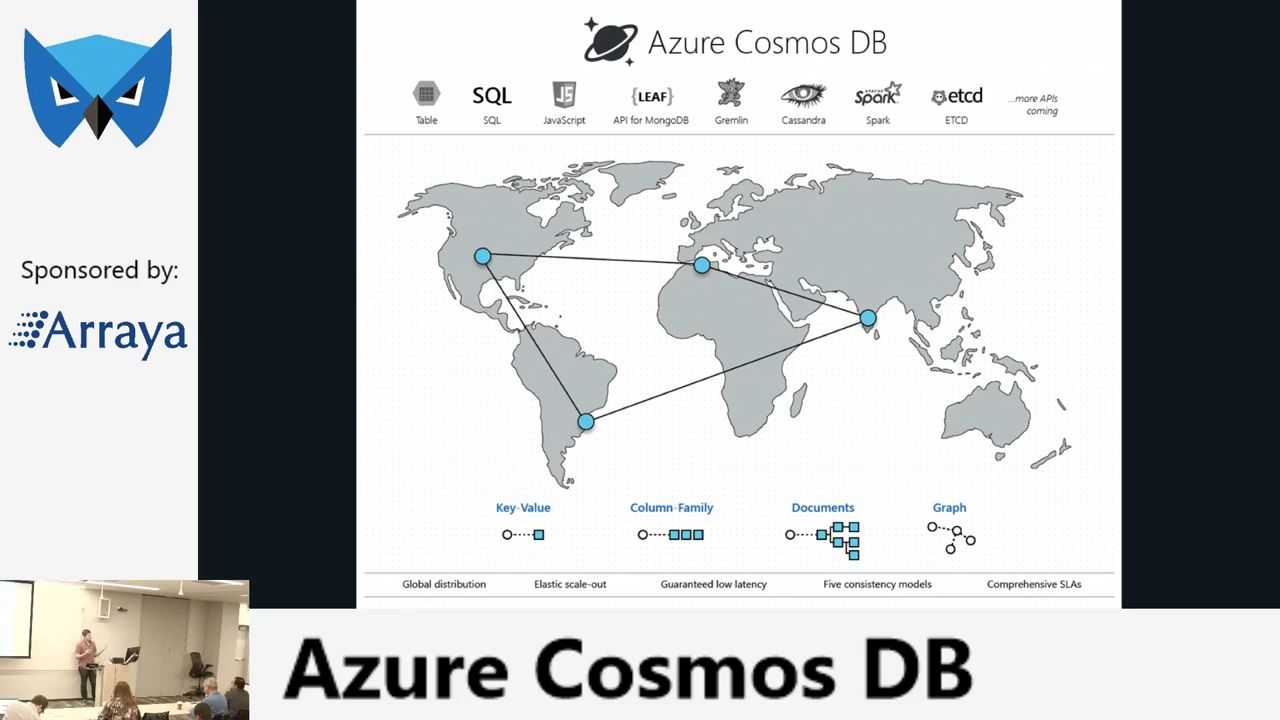 Azure Cosmos DB
SQL
JS
{LEAF}
APACHE
Spark
etcd
...more APIs
coming
Table
SQL
JavaScript
API for MongoDB
Gremlin
Cassandra
Spark
ETCD
Sponsored by:
Arraya
Key-Value
Column-Family
Documents
Graph
Global distribution
Elastic scale-out
Guaranteed low latency
Five consistency models
Comprehensive SLAs
Azure Cosmos DB